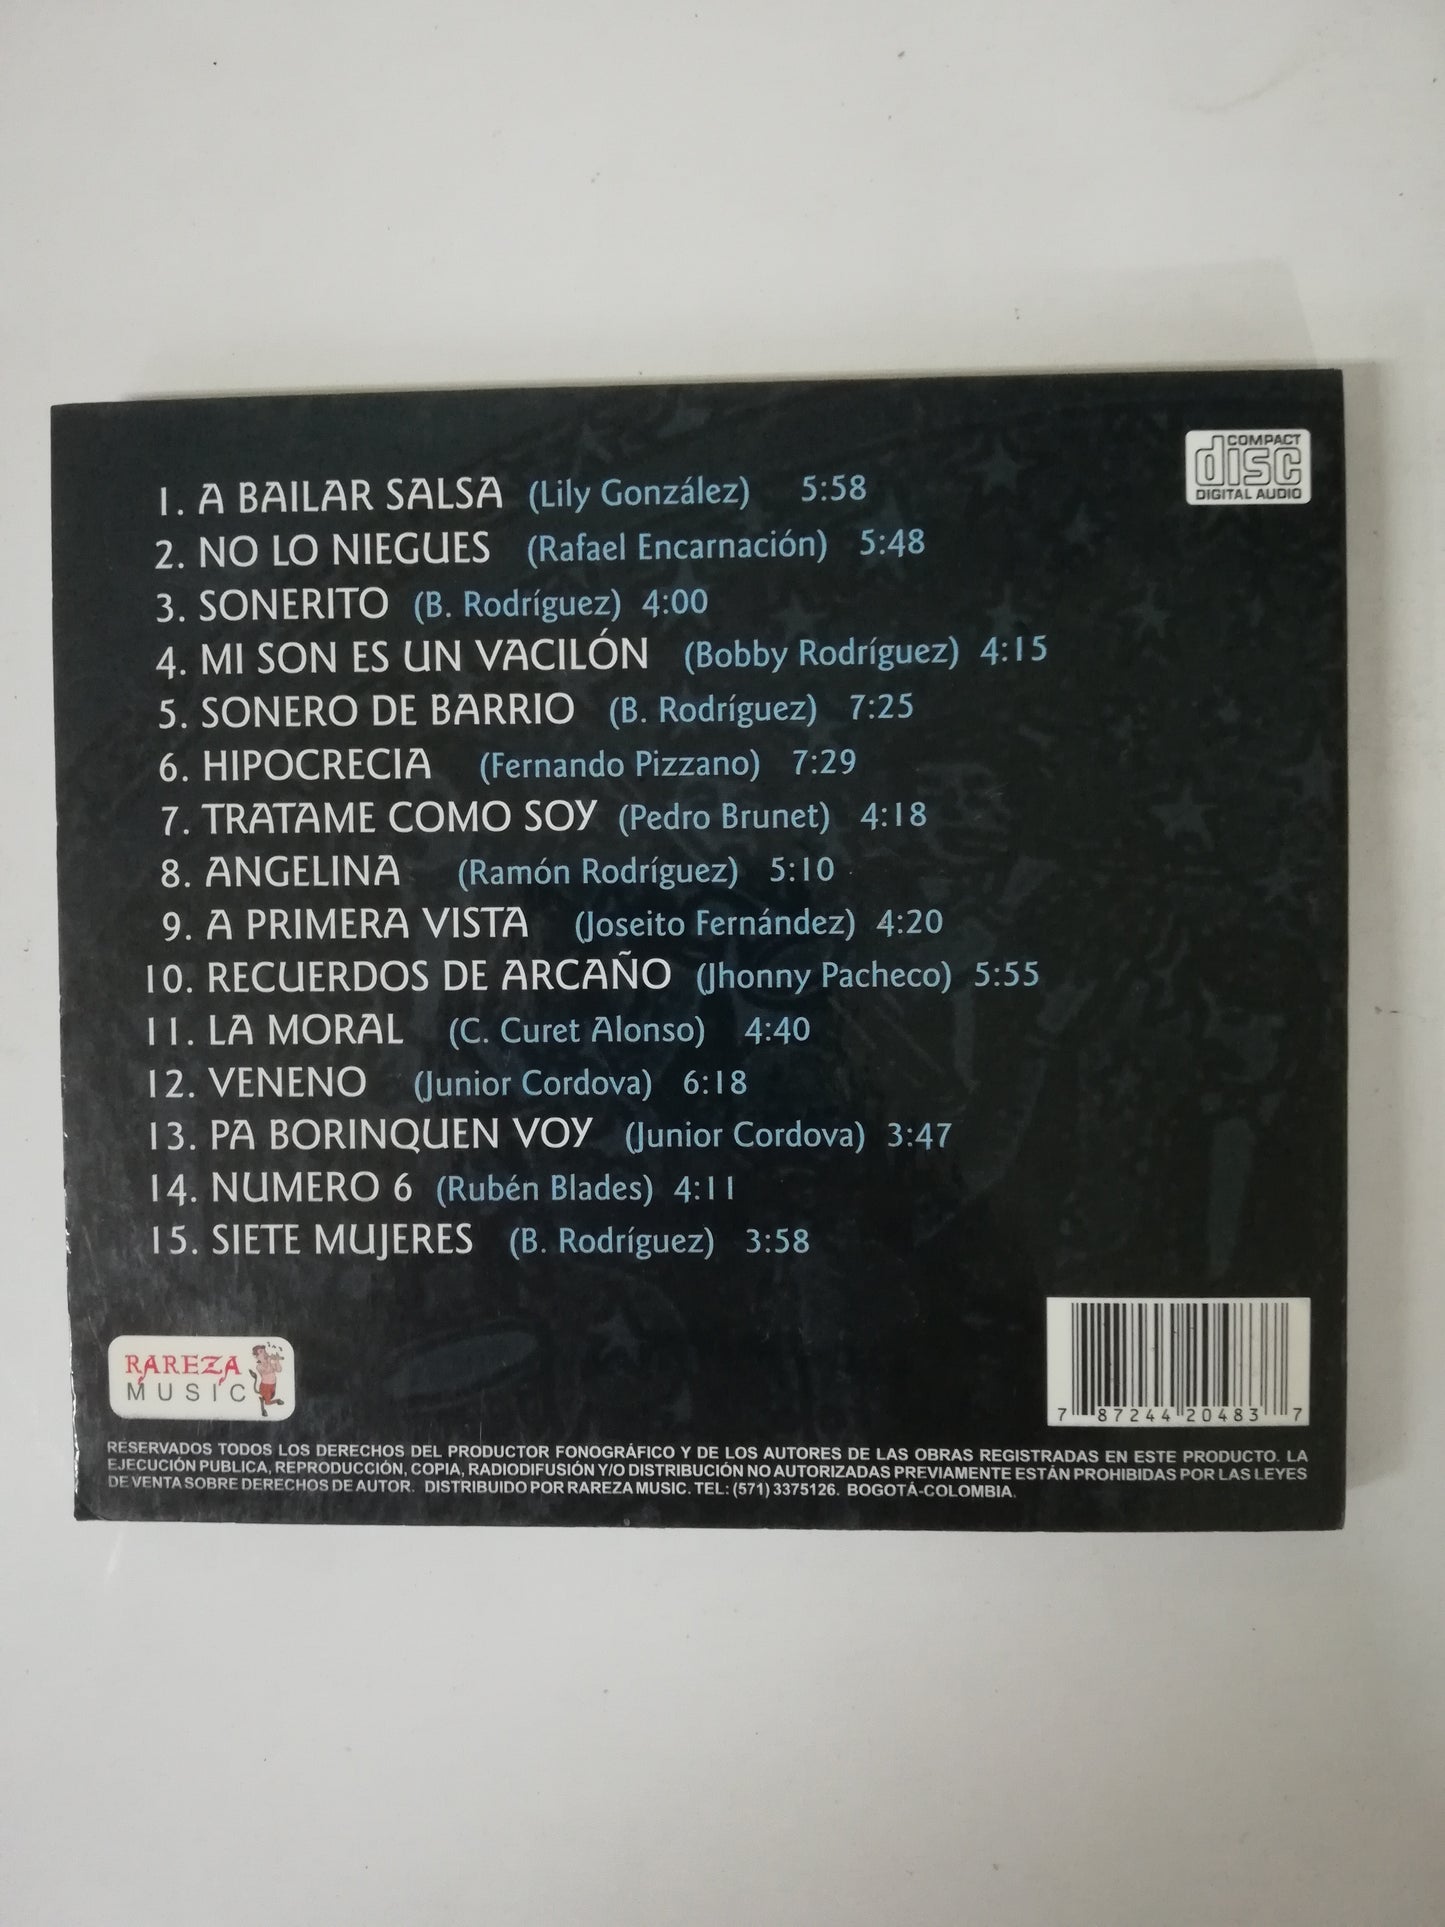 COMPACT
disc
DIGITAL AUDIO
1. A BAILAR SALSA (Lily González) 5:58
2. NO LO NIEGUES (Rafael Encarnación) 5:48
3. SONERITO (B. Rodríguez) 4:00
4. MI SON ES UN VACILÓN (Bobby Rodríguez) 4:15
5. SONERO DE BARRIO (B. Rodríguez) 7:25
6. HIPOCRECIA (Fernando Pizzano) 7:29
7. TRATAME COMO SOY (Pedro Brunet) 4:18
8. ANGELINA (Ramón Rodríguez) 5:10
9. A PRIMERA VISTA (Joseito Fernández) 4:20
10. RECUERDOS DE ARCAÑO (Jhonny Pacheco) 5:55
11. LA MORAL (C. Curet Alonso) 4:40
12. VENENO (Junior Cordova) 6:18
13. PA BORINQUEN VOY (Junior Cordova) 3:47
14. NUMERO 6 (Rubén Blades) 4:11
15. SIETE MUJERES (B. Rodríguez) 3:58
RAREZA
MUSIC
7 87244 20483 7
RESERVADOS TODOS LOS DERECHOS DEL PRODUCTOR FONOGRÁFICO Y DE LOS AUTORES DE LAS OBRAS REGISTRADAS EN ESTE PRODUCTO. LA
EJECUCIÓN PUBLICA, REPRODUCCIÓN, COPIA, RADIODIFUSIÓN Y/O DISTRIBUCIÓN NO AUTORIZADAS PREVIAMENTE ESTÁN PROHIBIDAS POR LAS LEYES
DE VENTA SOBRE DERECHOS DE AUTOR. DISTRIBUIDO POR RAREZA MUSIC. TEL: (571) 3375126. BOGOTÁ-COLOMBIA.